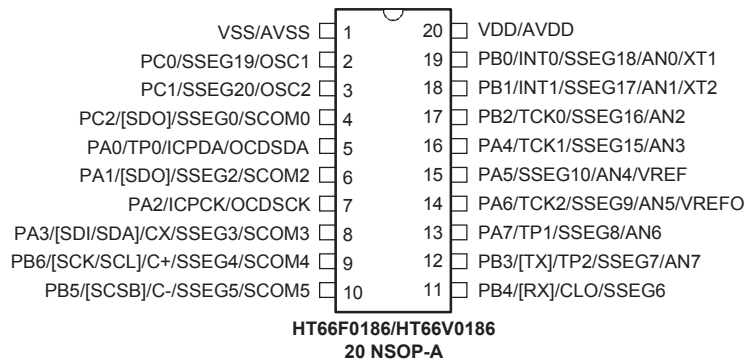 VSS/AVSS 1 20 VDD/AVDD
PC0/SSEG19/OSC1 2 19 PB0/INT0/SSEG18/AN0/XT1
PC1/SSEG20/OSC2 3 18 PB1/INT1/SSEG17/AN1/XT2
PC2/[SDO]/SSEG0/SCOM0 4 17 PB2/TCK0/SSEG16/AN2
PA0/TP0/ICPDA/OCDSDA 5 16 PA4/TCK1/SSEG15/AN3
PA1/[SDO]/SSEG2/SCOM2 6 15 PA5/SSEG10/AN4/VREF
PA2/ICPCK/OCDSCK 7 14 PA6/TCK2/SSEG9/AN5/VREFO
PA3/[SDI/SDA]/CX/SSEG3/SCOM3 8 13 PA7/TP1/SSEG8/AN6
PB6/[SCK/SCL]/C+/SSEG4/SCOM4 9 12 PB3/[TX]/TP2/SSEG7/AN7
PB5/[SCSB]/C-/SSEG5/SCOM5 10 11 PB4/[RX]/CLO/SSEG6
HT66F0186/HT66V0186
20 NSOP-A